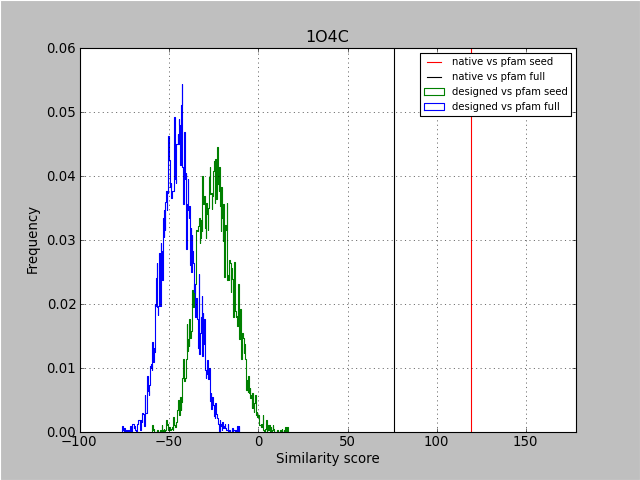 1O4C
native vs pfam seed
native vs pfam full
designed vs pfam seed
designed vs pfam full
Frequency
0.06
0.05
0.04
0.03
0.02
0.01
0.00
−100 −50 0 50 100 150
Similarity score